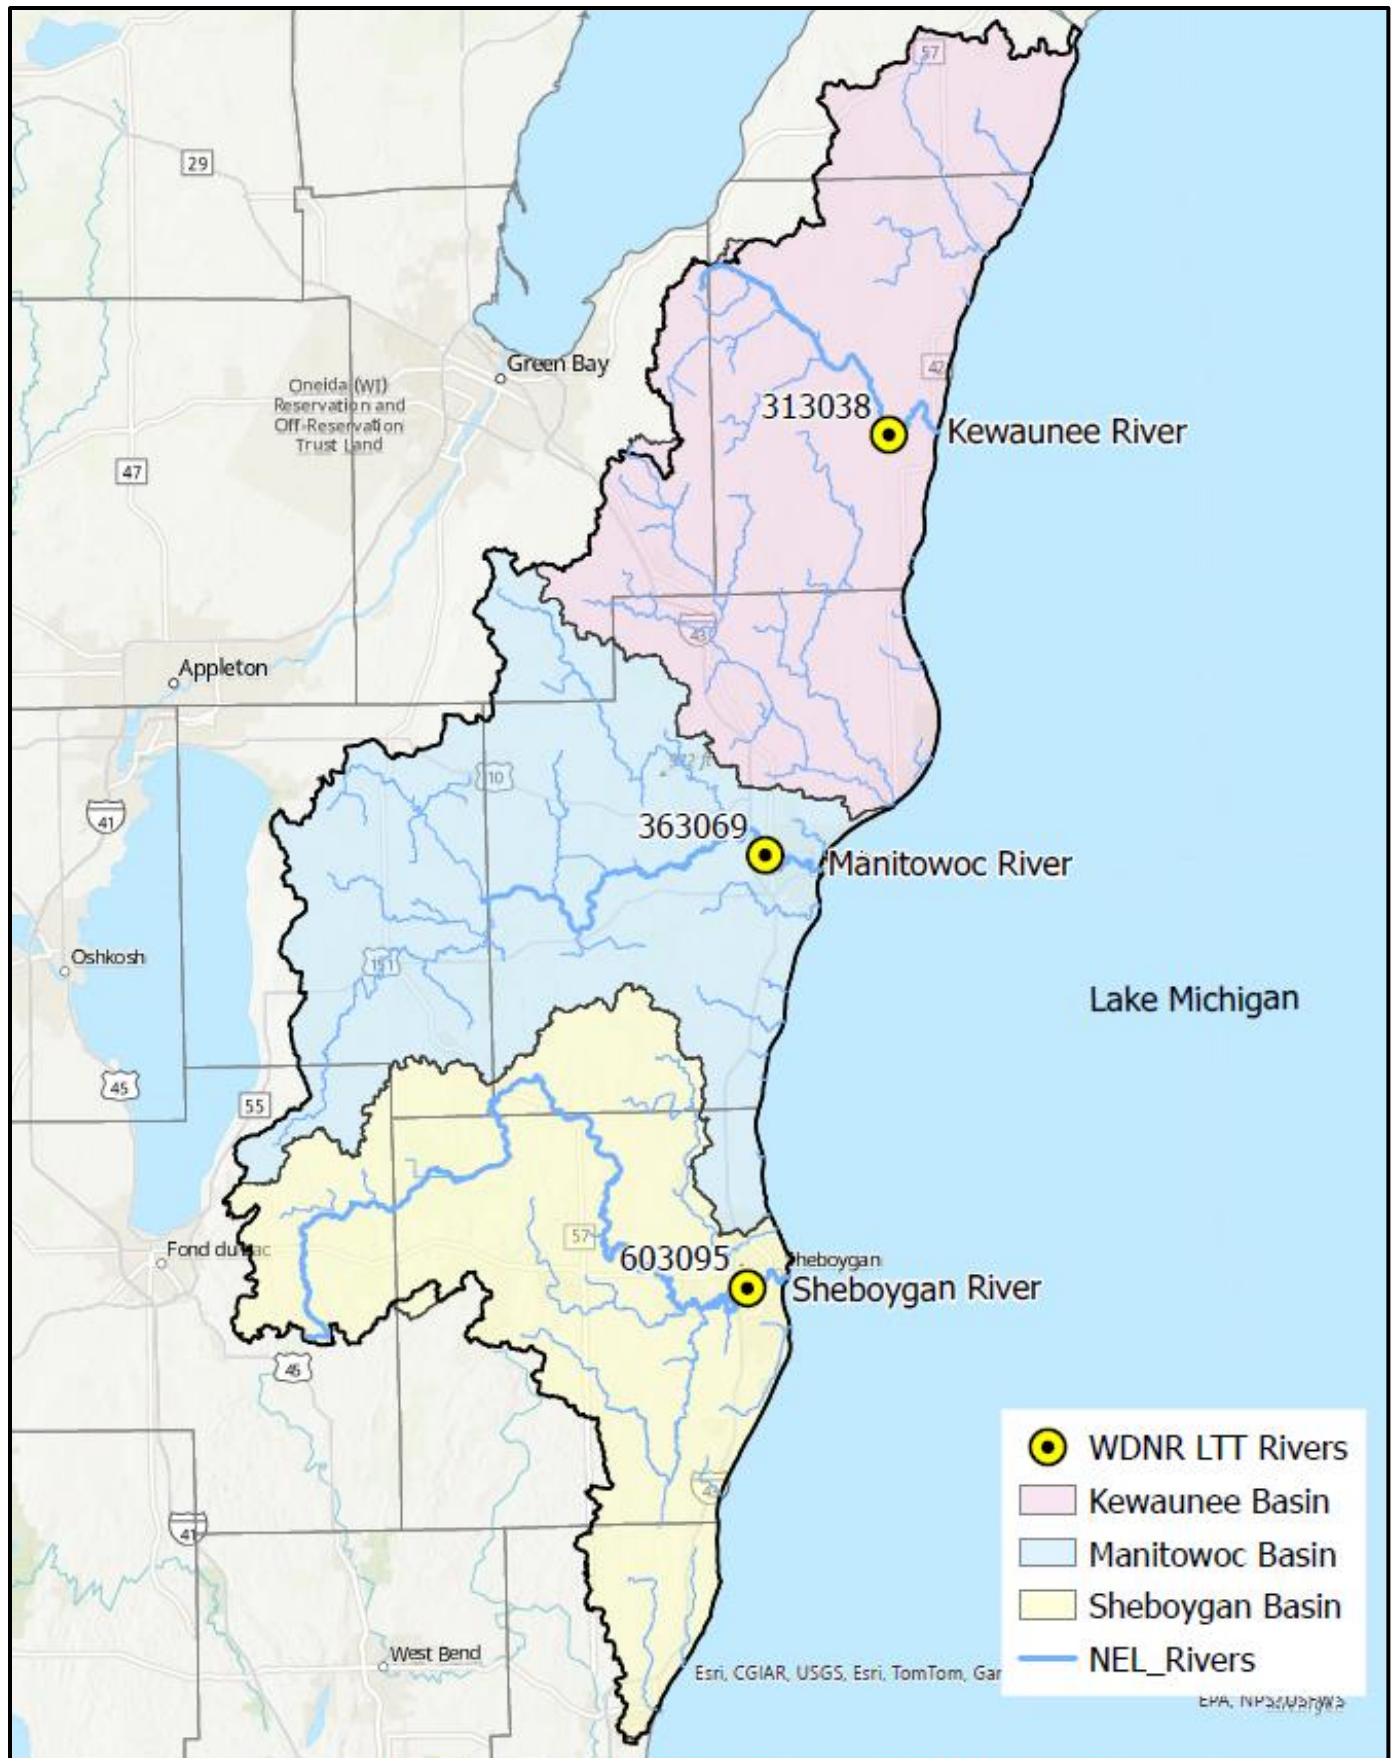 57
29
Green Bay
42
Oneida (WI)
Reservation and
Off-Reservation
Trust Land
313038
Kewaunee River
47
43
Appleton
10
41
363069
Manitowoc River
Oshkosh
151
Lake Michigan
45
55
57
Fond du Lac
603095
heboygan
Sheboygan River
45
WDNR LTT Rivers
Kewaunee Basin
Manitowoc Basin
Sheboygan Basin
NEL_Rivers
41
West Bend
Esri, CGIAR, USGS, Esri, TomTom, Gar
EPA, NPS, USFWS